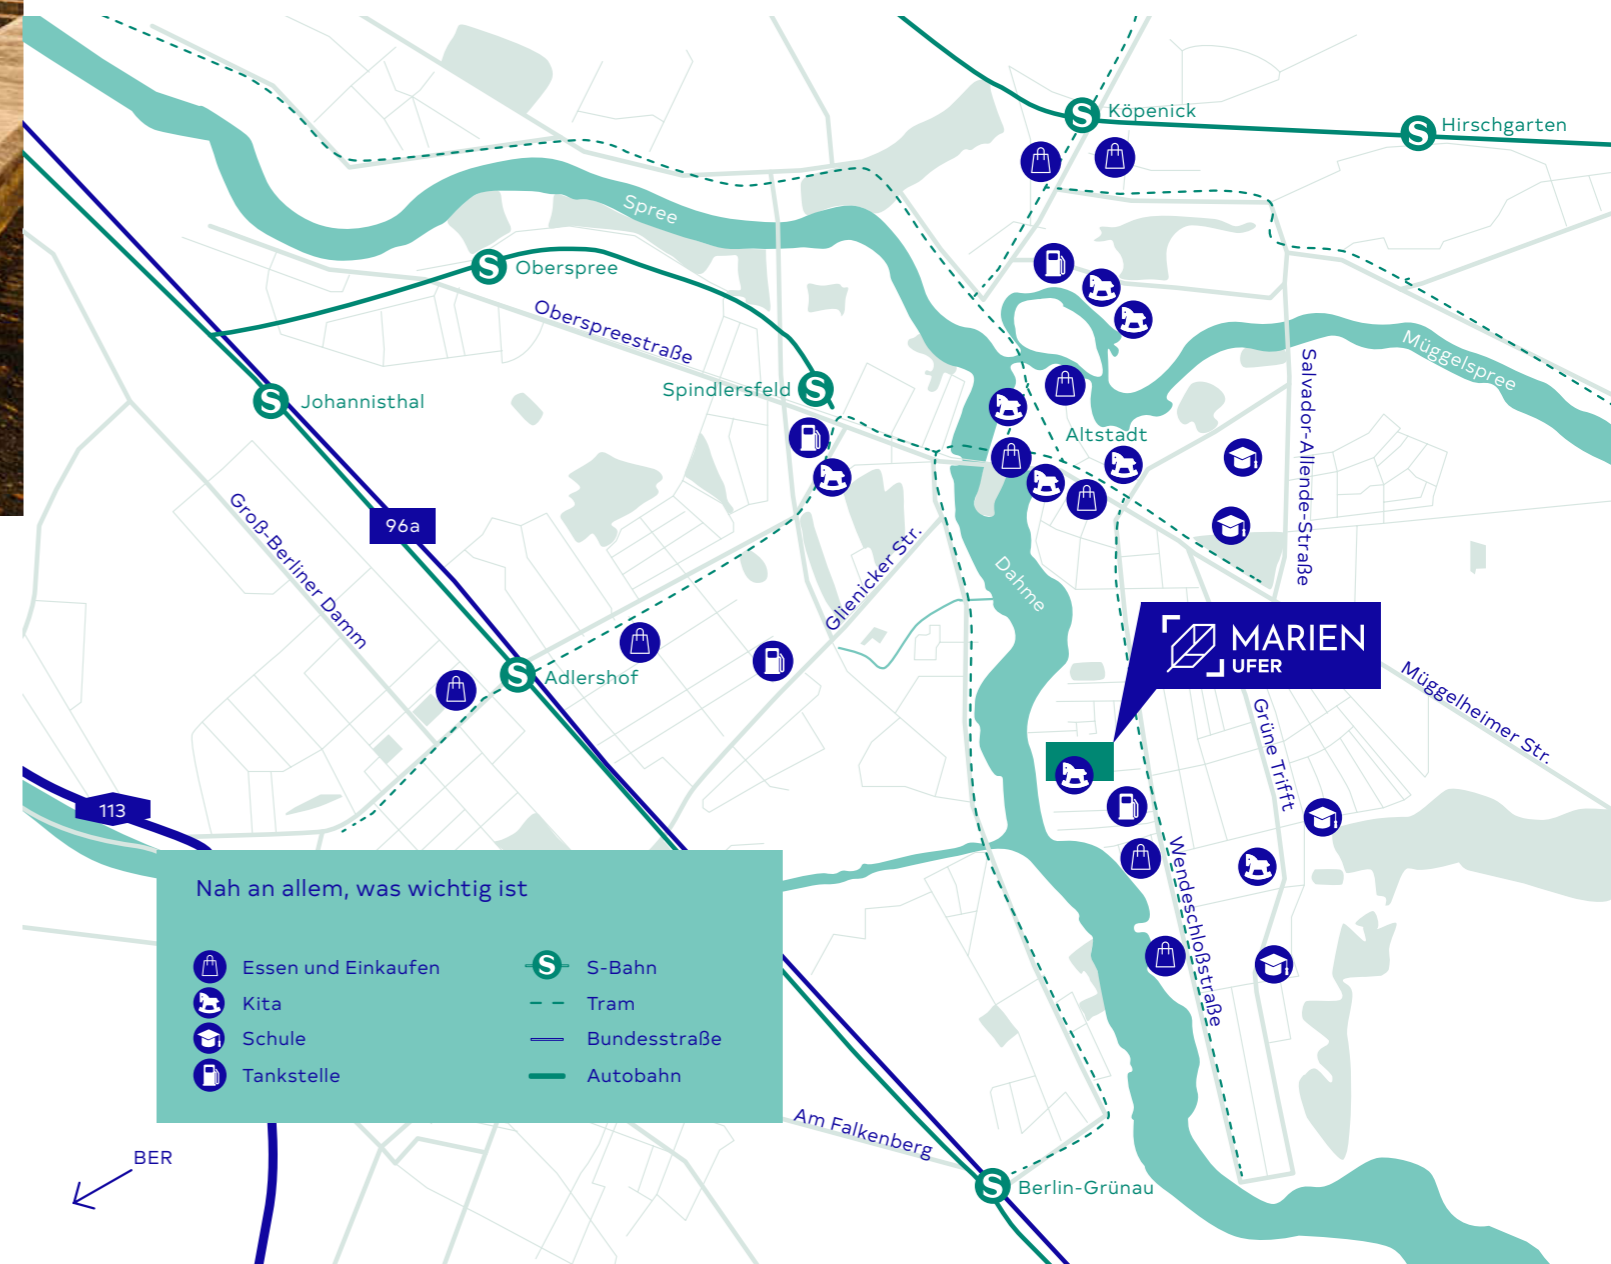 Köpenick
Hirschgarten
Spree
Oberspree
Oberspreestraße
Müggelspree
Spindlersfeld
Johannisthal
Salvador-Allende-Straße
Altstadt
Groß-Berliner Damm
96a
Glienicker Str.
Dahme
MARIEN
UFER
Adlershof
Müggelheimer Str.
Grüne Trifft
113
Wendeschloßstraße
Nah an allem, was wichtig ist
Essen und Einkaufen
Kita
Schule
Tankstelle
S S-Bahn
Tram
Bundesstraße
Autobahn
Am Falkenberg
BER
Berlin-Grünau